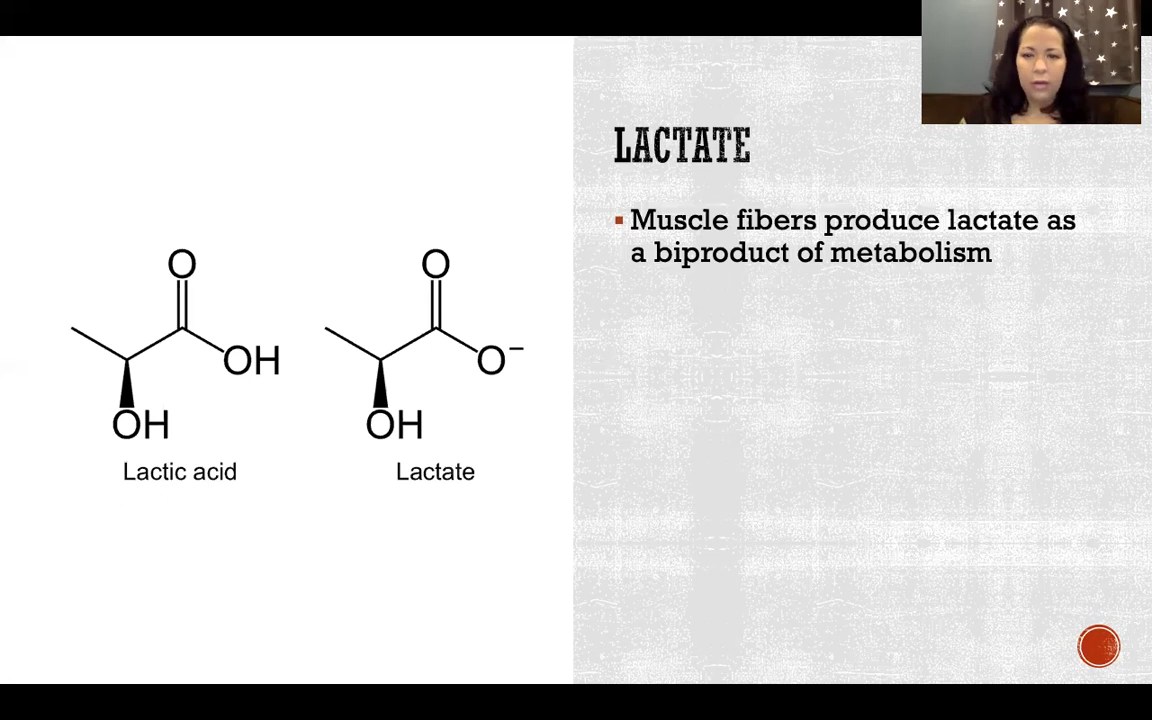 LACTATE
Muscle fibers produce lactate as
a biproduct of metabolism
O
OH
OH
Lactic acid
O
O⁻
OH
Lactate